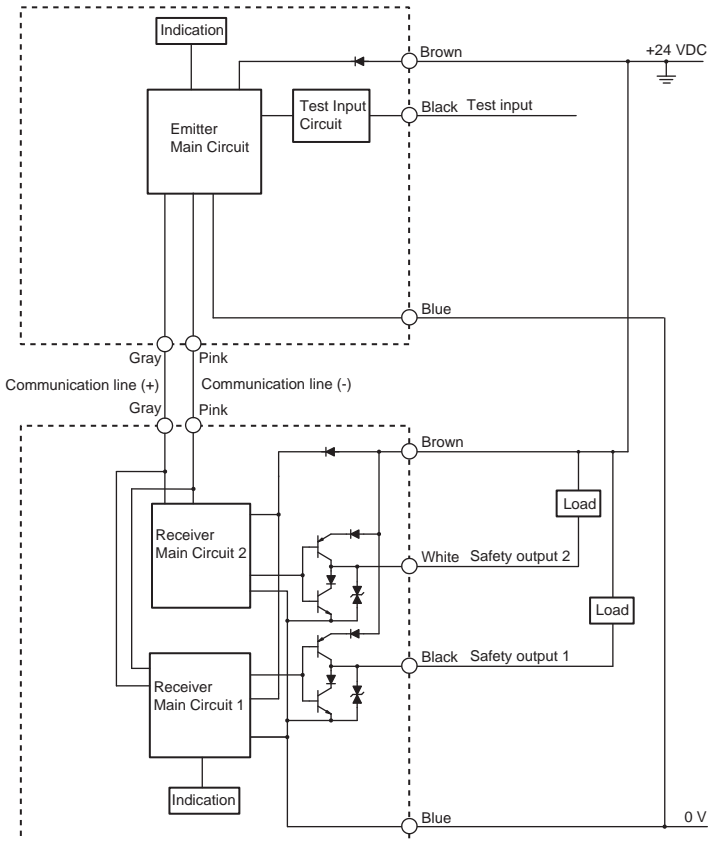 Indication
Brown
+24 VDC
Test Input
Circuit
Black Test input
Emitter
Main Circuit
Blue
Gray
Pink
Communication line (+)
Communication line (-)
Gray
Pink
Brown
Load
Receiver
Main Circuit 2
White Safety output 2
Load
Black Safety output 1
Receiver
Main Circuit 1
Indication
Blue
0 V